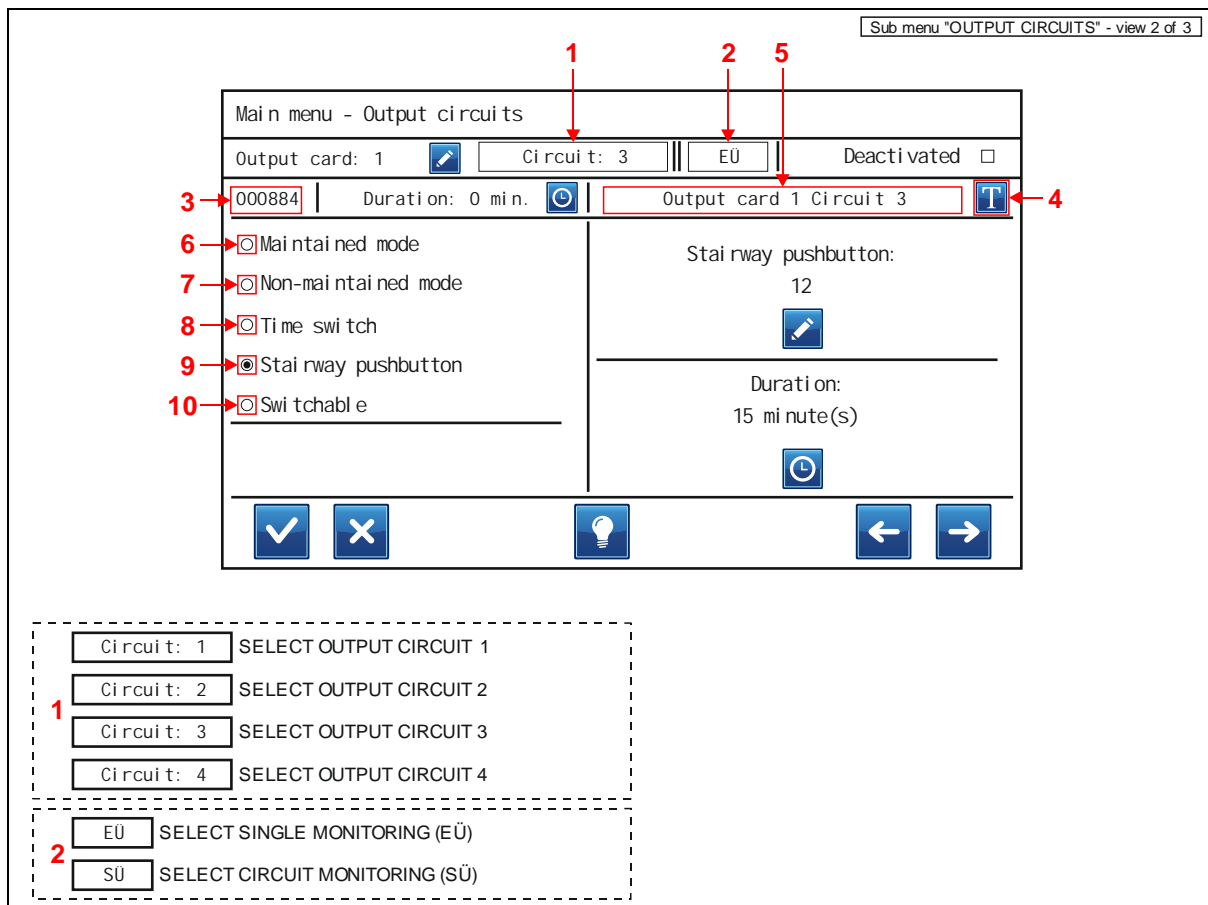 Sub menu "OUTPUT CIRCUITS" - view 2 of 3
1 2 5
Main menu - Output circuits
Output card: 1 Circuit: 3 EÜ Deactivated
3 000884 Duration: 0 min. Output card 1 Circuit 3 T 4
6 Maintained mode
7 Non-maintained mode
8 Time switch
9 Stairway pushbutton
10 Switchable
Stairway pushbutton:
12
Duration:
15 minute(s)
1
Circuit: 1 SELECT OUTPUT CIRCUIT 1
Circuit: 2 SELECT OUTPUT CIRCUIT 2
Circuit: 3 SELECT OUTPUT CIRCUIT 3
Circuit: 4 SELECT OUTPUT CIRCUIT 4
2
EÜ SELECT SINGLE MONITORING (EÜ)
SÜ SELECT CIRCUIT MONITORING (SÜ)